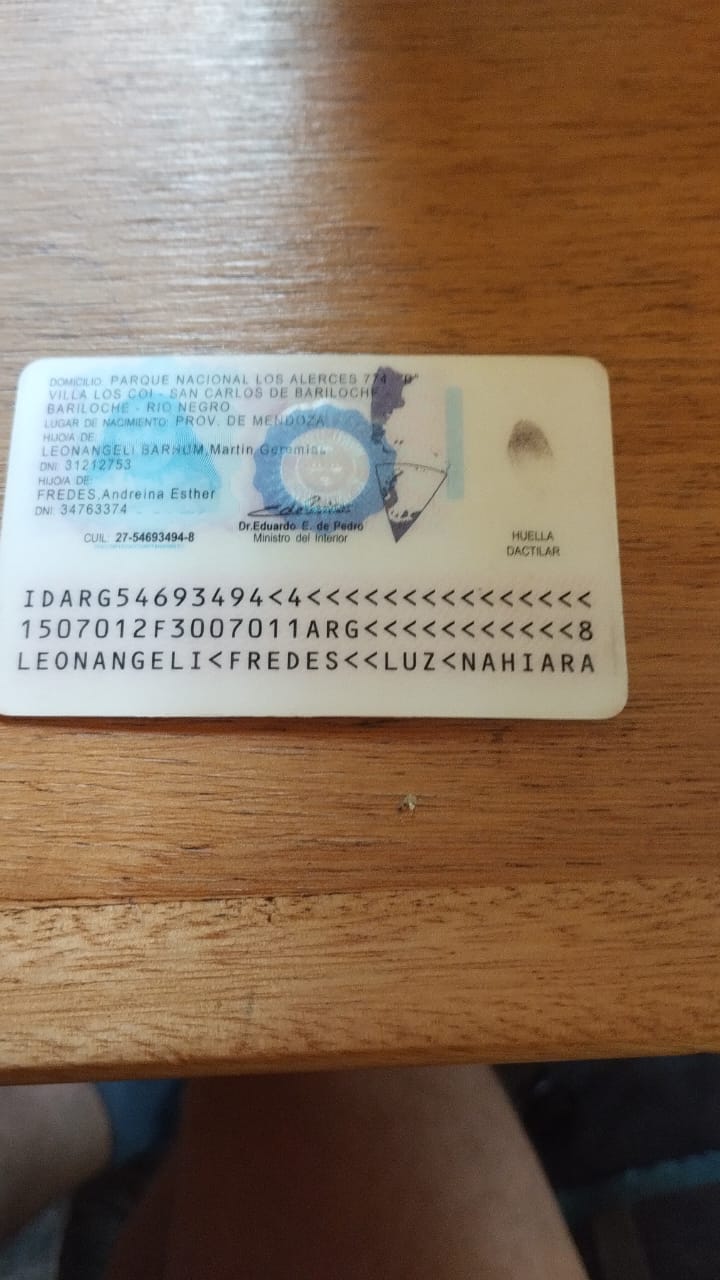 DOMICILIO: PARQUE NACIONAL LOS ALERCES 774 "D"
VILLA LOS COI - SAN CARLOS DE BARILOCHE
BARILOCHE - RIO NEGRO
LUGAR DE NACIMIENTO: PROV. DE MENDOZA
HIJO/A DE:
LEONANGELI BARHUM,Martin Geremias
DNI: 31212753
HIJO/A DE:
FREDES,Andreina Esther
DNI: 34763374
CUIL: 27-54693494-8
Dr.Eduardo E. de Pedro
Ministro del Interior
HUELLA
DACTILAR
IDARG54693494<4<<<<<<<<<<<<<<<
1507012F3007011ARG<<<<<<<<<<<8
LEONANGELI<FREDES<<LUZ<NAHIARA